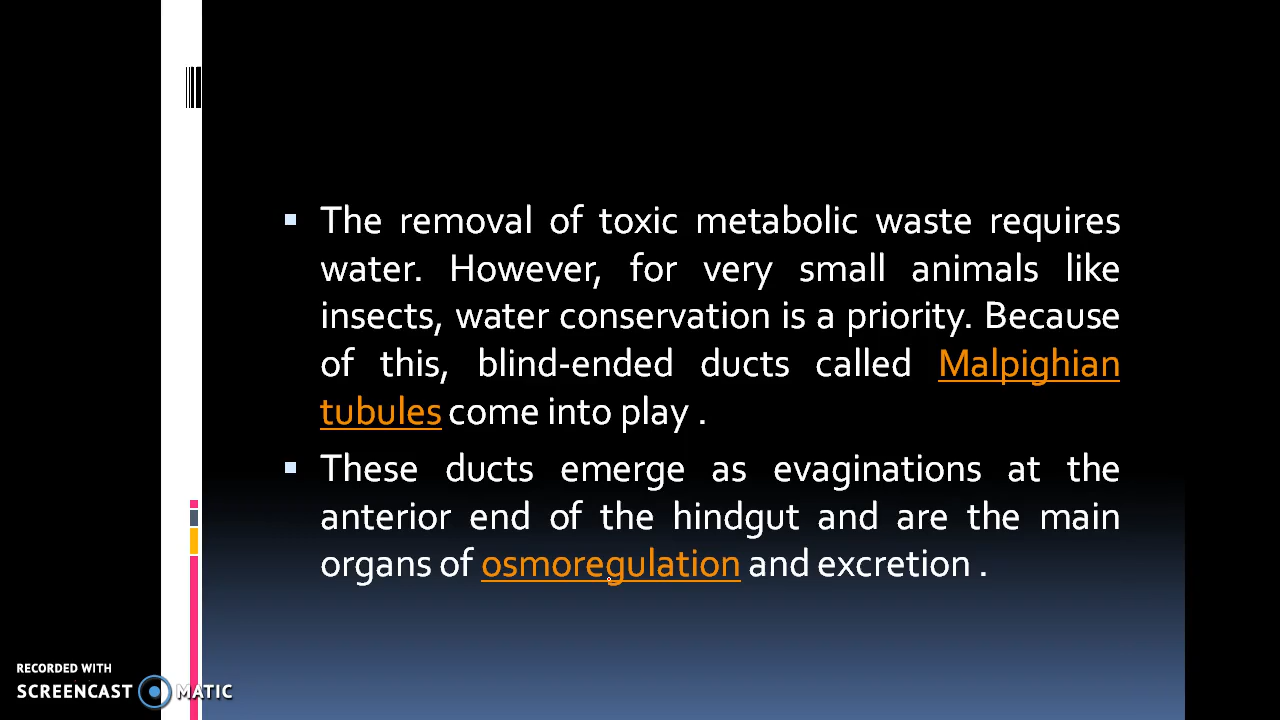 The removal of toxic metabolic waste requires
water. However, for very small animals like
insects, water conservation is a priority. Because
of this, blind-ended ducts called Malpighian
tubules come into play .
These ducts emerge as evaginations at the
anterior end of the hindgut and are the main
organs of osmoregulation and excretion .
RECORDED WITH
SCREENCAST MATIC